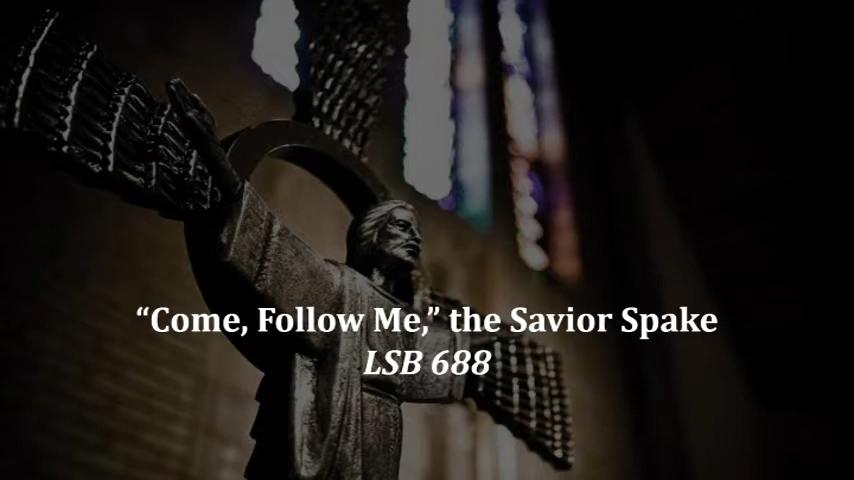 “Come, Follow Me,” the Savior Spake
LSB 688